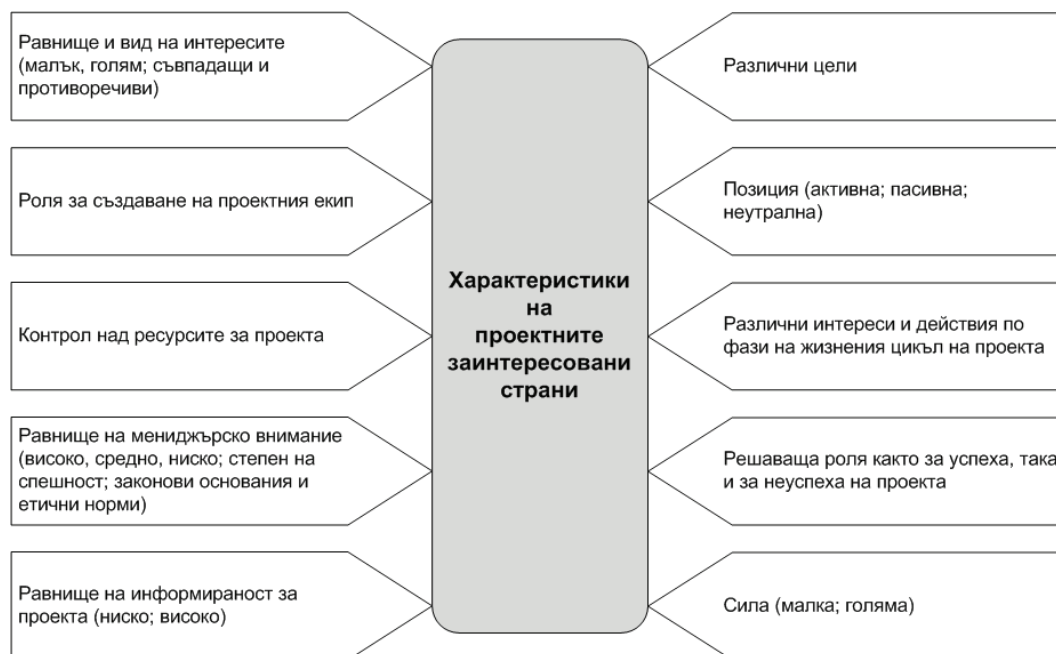 Равнище и вид на интересите
(малък, голям; съвпадащи и
противоречиви)
Роля за създаване на проектния екип
Контрол над ресурсите за проекта
Равнище на мениджърско внимание
(високо, средно, ниско; степен на
спешност; законови основания и
етични норми)
Равнище на информираност за
проекта (ниско; високо)
Характеристики
на
проектните
заинтересовани
страни
Различни цели
Позиция (активна; пасивна;
неутрална)
Различни интереси и действия по
фази на жизнения цикъл на проекта
Решаваща роля както за успеха, така
и за неуспеха на проекта
Сила (малка; голяма)